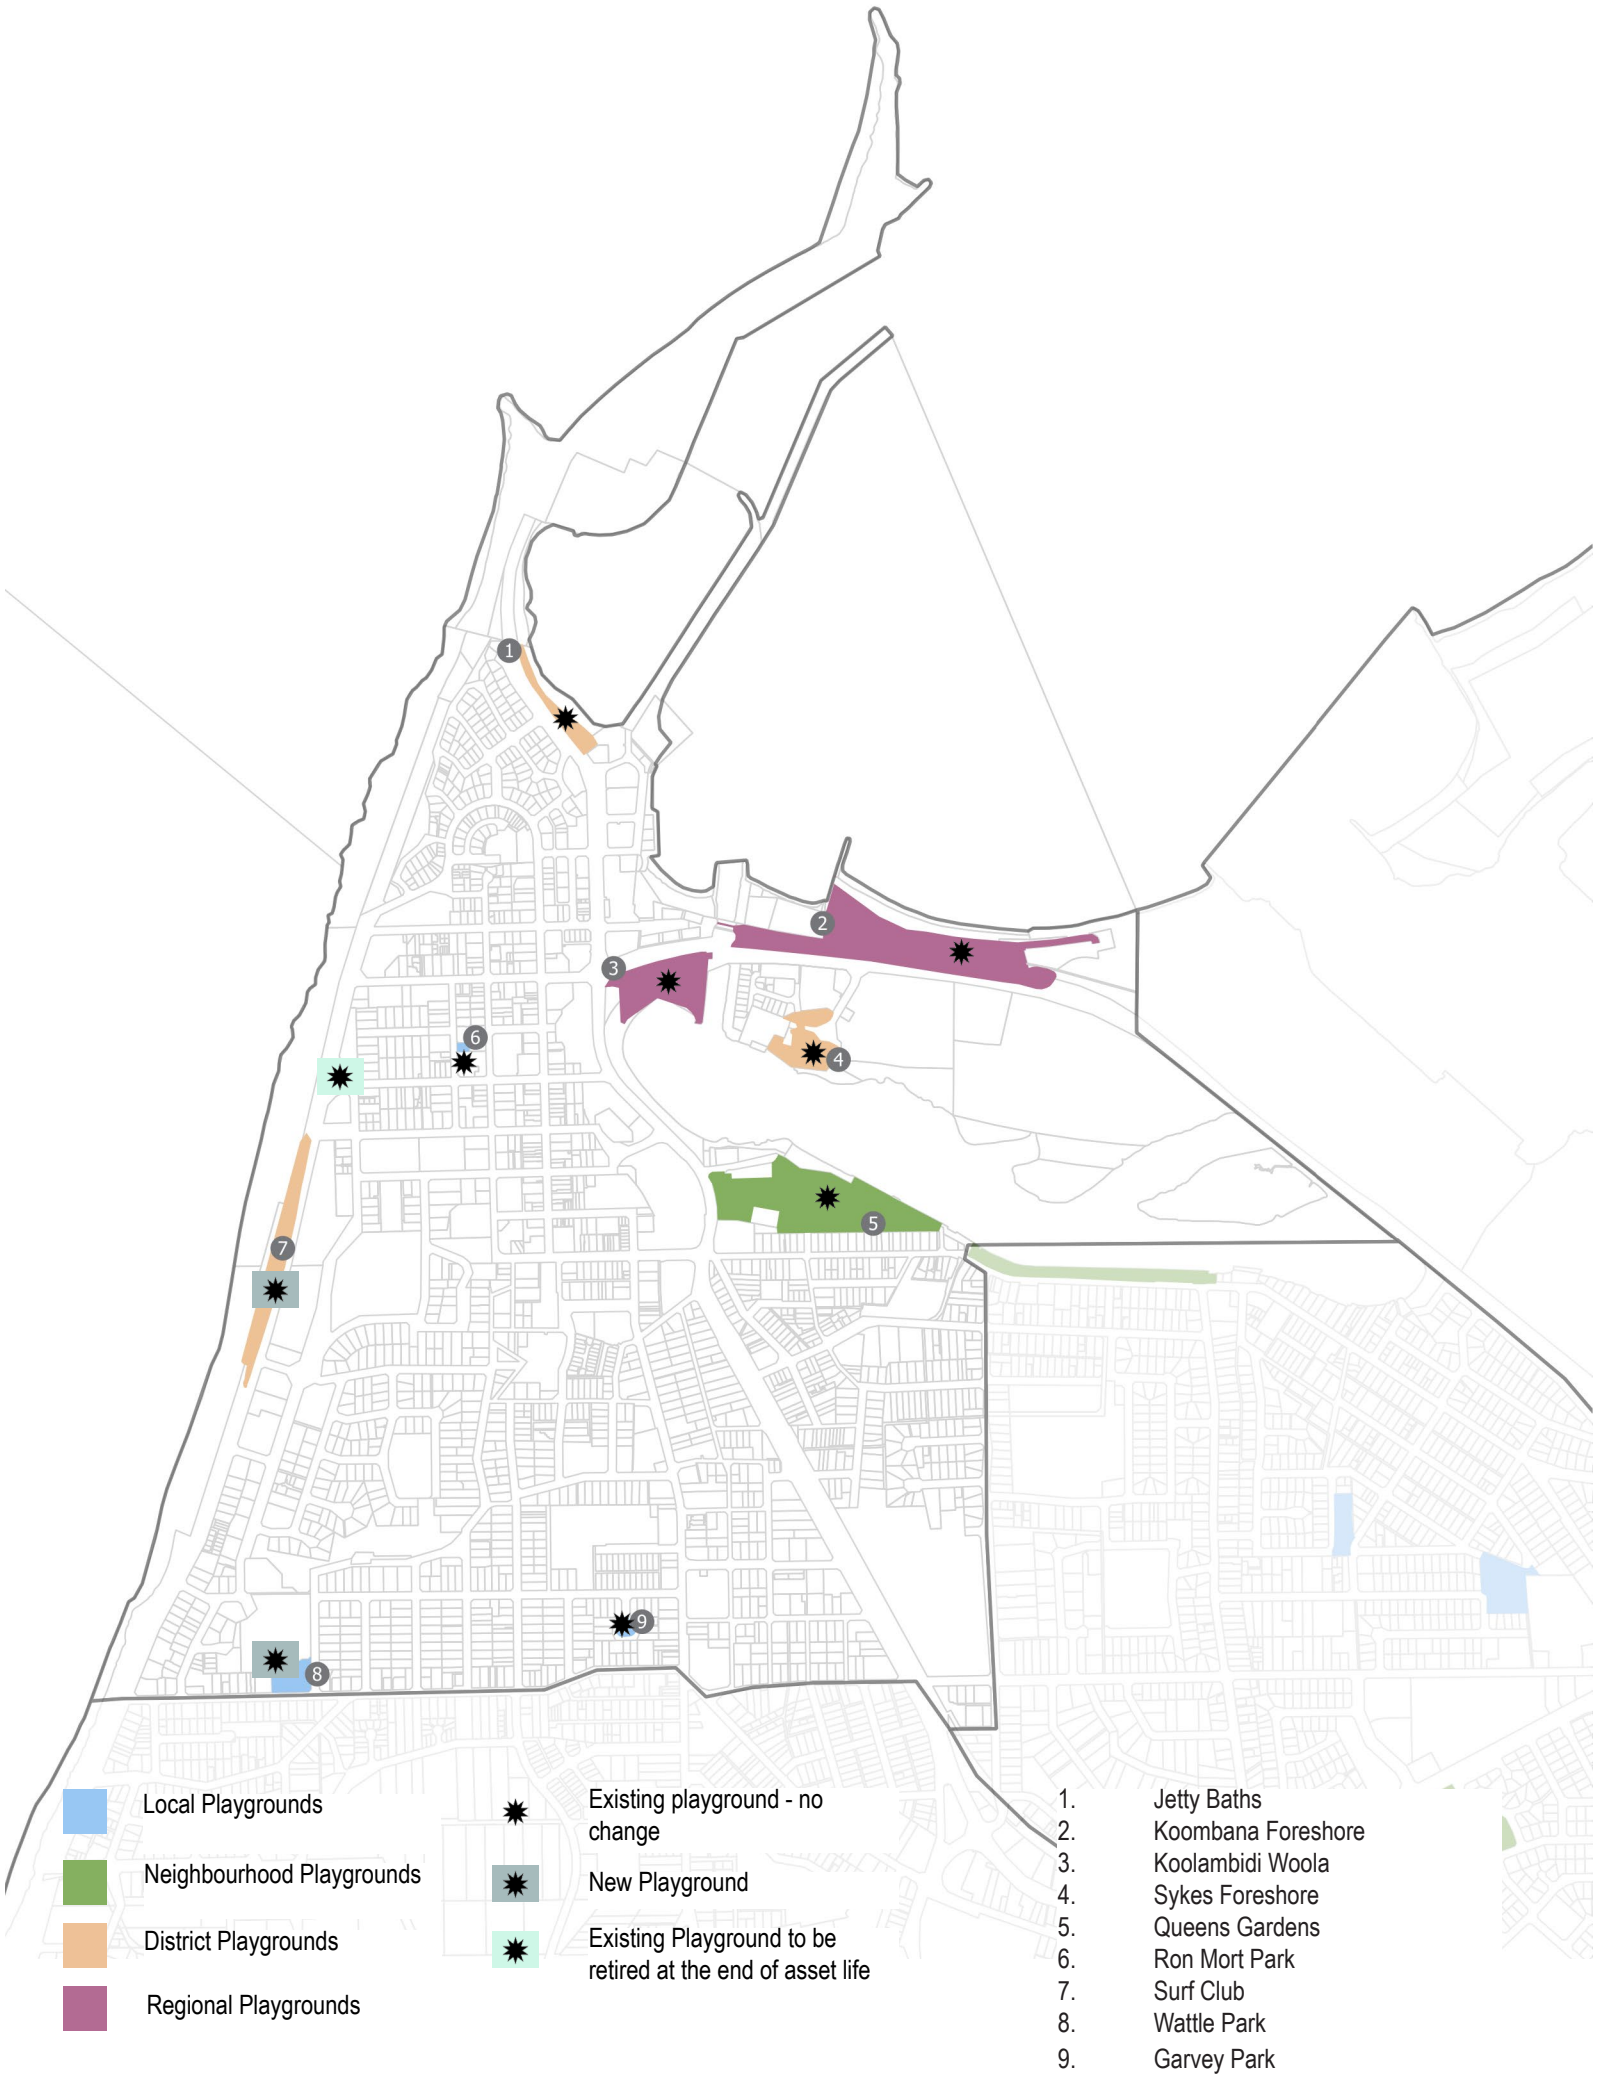 1
2
3
6
4
5
7
9
8
Local Playgrounds
Neighbourhood Playgrounds
District Playgrounds
Regional Playgrounds
Existing playground - no
change
New Playground
Existing Playground to be
retired at the end of asset life
1. Jetty Baths
2. Koombana Foreshore
3. Koolambidi Woola
4. Sykes Foreshore
5. Queens Gardens
6. Ron Mort Park
7. Surf Club
8. Wattle Park
9. Garvey Park